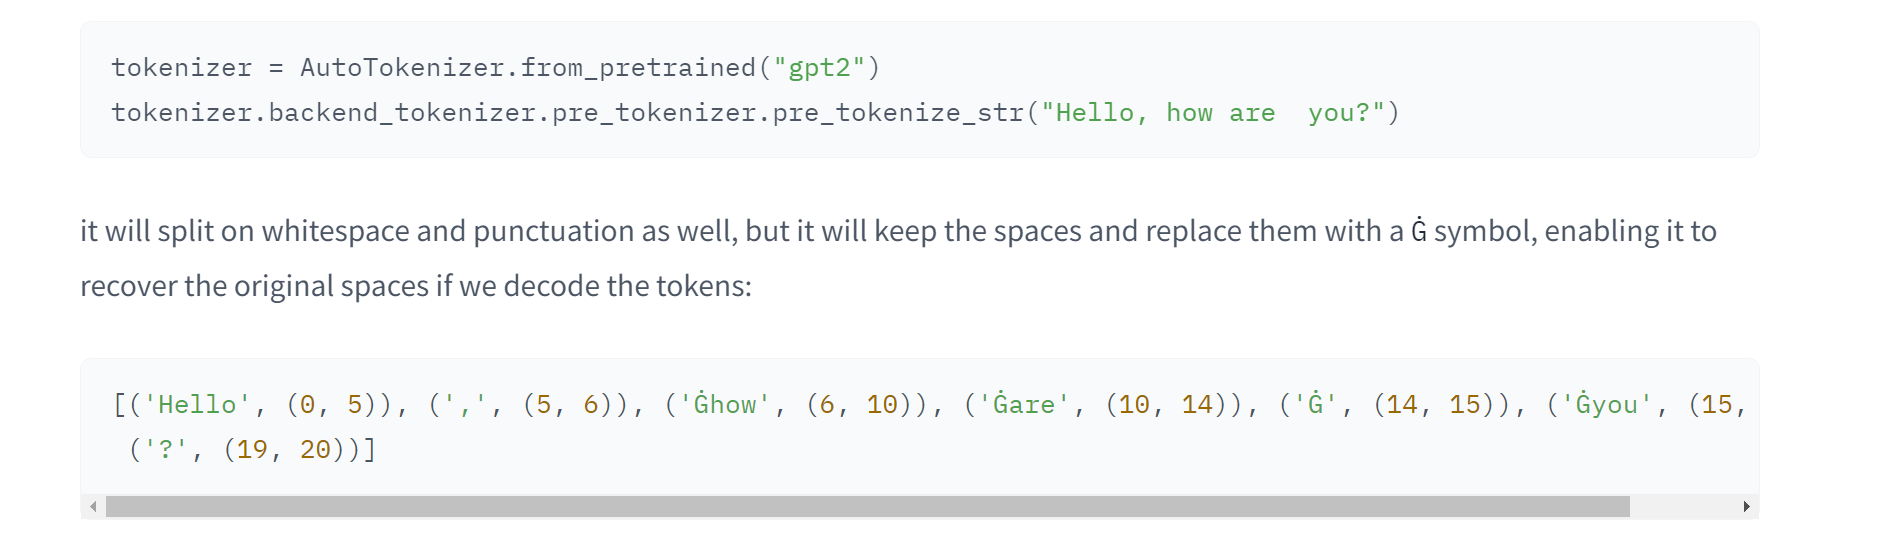 tokenizer = AutoTokenizer.from_pretrained("gpt2")
tokenizer.backend_tokenizer.pre_tokenizer.pre_tokenize_str("Hello, how are  you?")
it will split on whitespace and punctuation as well, but it will keep the spaces and replace them with a Ġ symbol, enabling it to
recover the original spaces if we decode the tokens:
[('Hello', (0, 5)), (',', (5, 6)), ('Ġhow', (6, 10)), ('Ġare', (10, 14)), ('Ġ', (14, 15)), ('Ġyou', (15,
('?', (19, 20))]